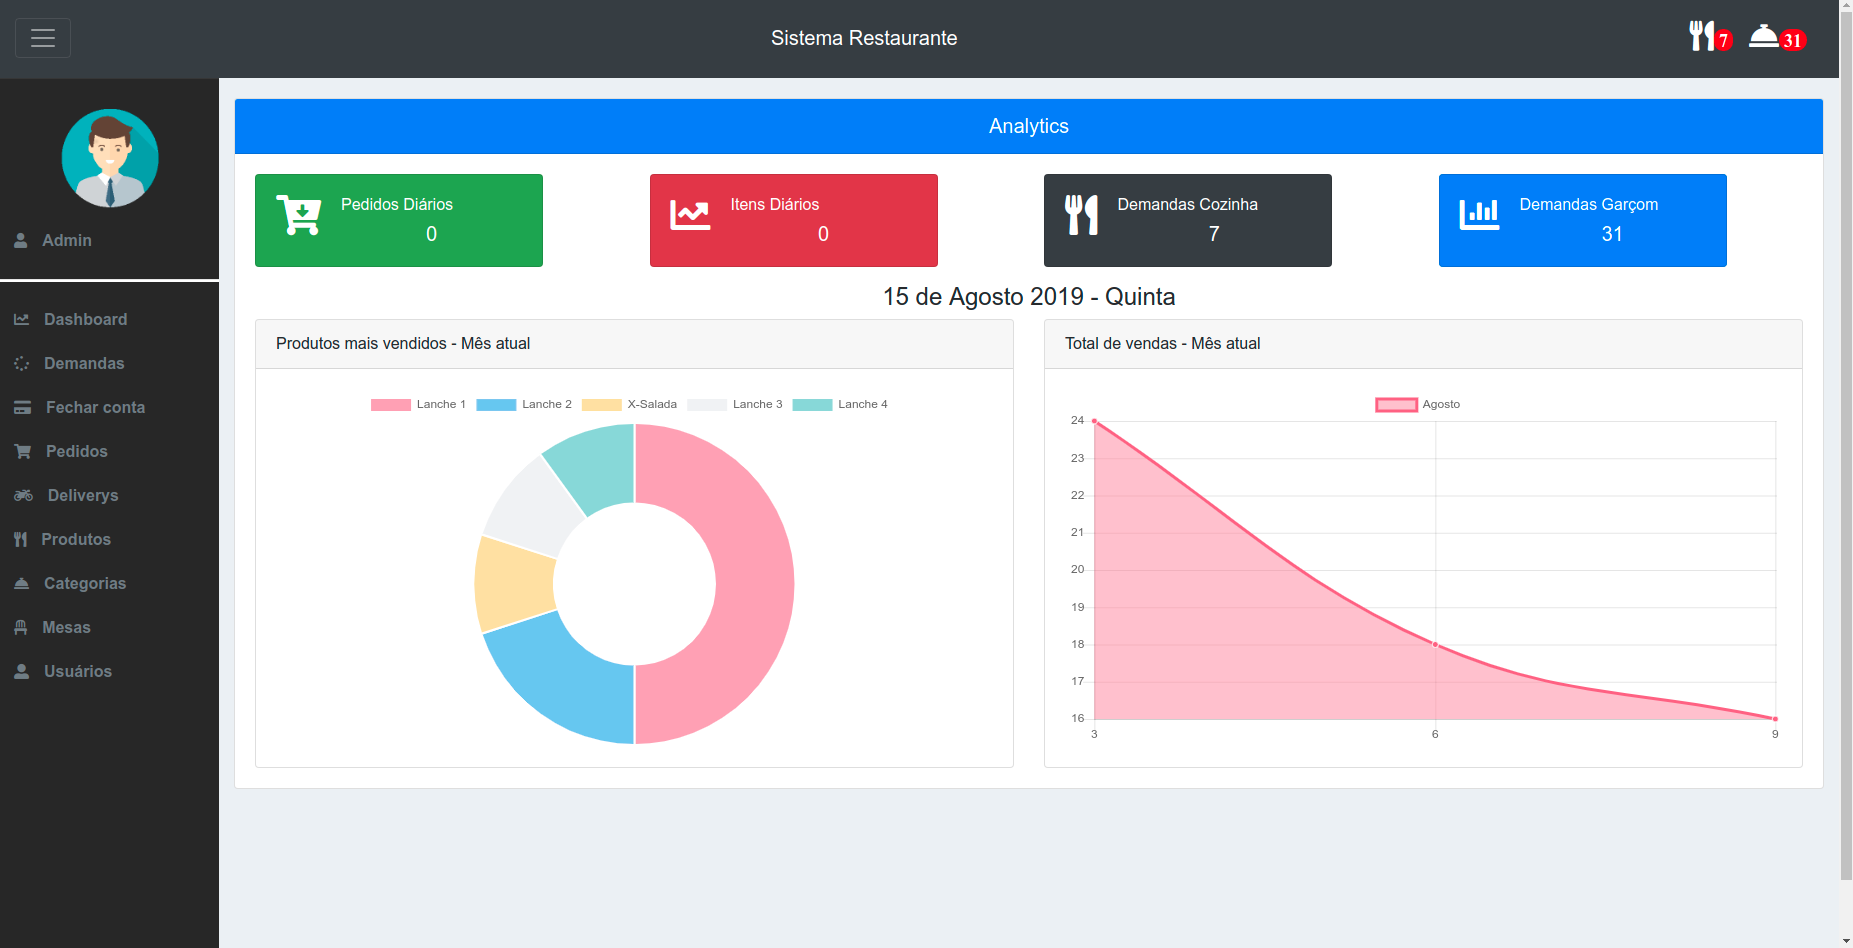 Sistema Restaurante
7
31
Admin
Dashboard
Demandas
Fechar conta
Pedidos
Deliverys
Produtos
Categorias
Mesas
Usuários
Analytics
Pedidos Diários
0
Itens Diários
0
Demandas Cozinha
7
Demandas Garçom
31
15 de Agosto 2019 - Quinta
Produtos mais vendidos - Mês atual
Lanche 1 Lanche 2 X-Salada Lanche 3 Lanche 4
Total de vendas - Mês atual
Agosto
24
23
22
21
20
19
18
17
16
3 6 9